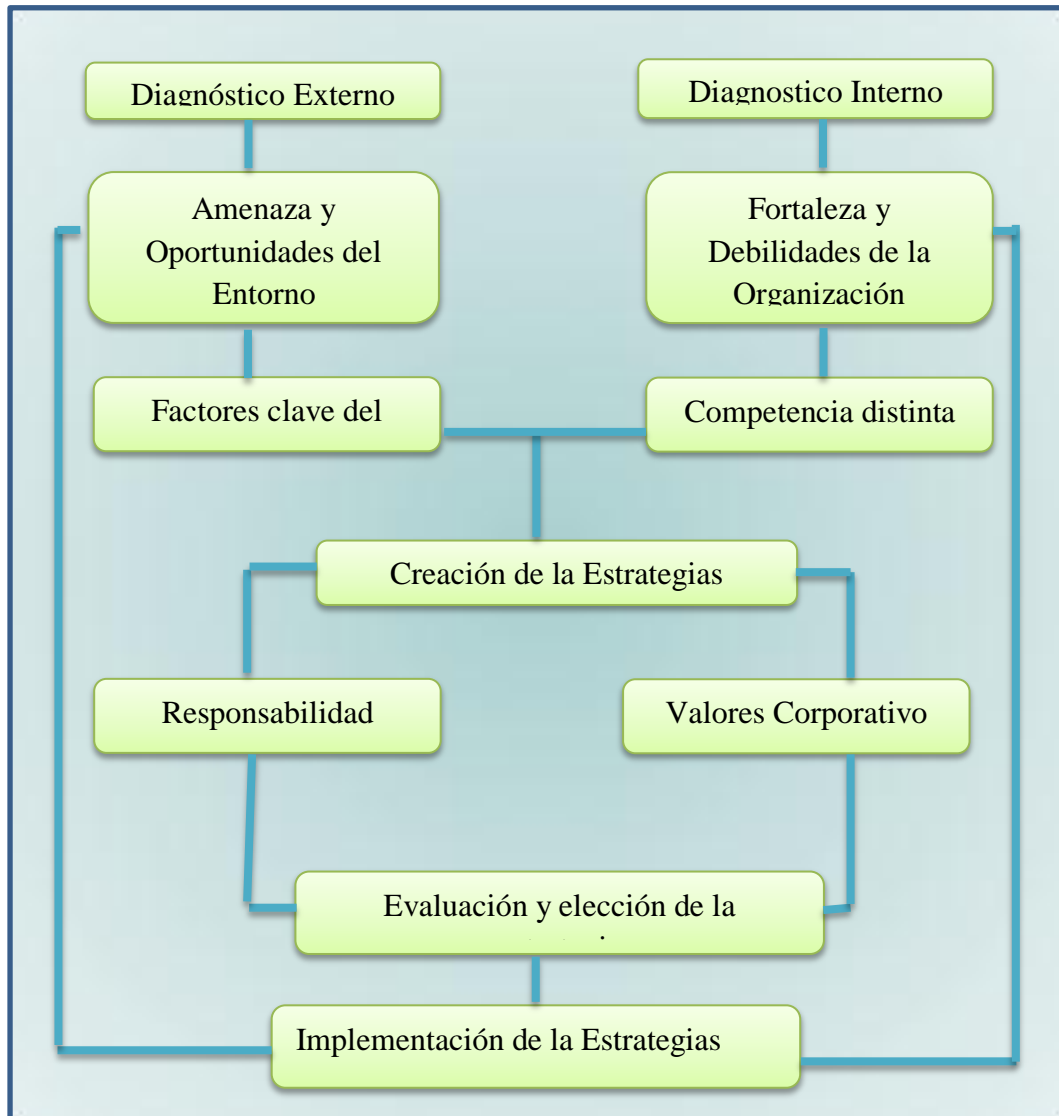 Diagnóstico Externo
Diagnostico Interno
Amenaza y
Oportunidades del
Entorno
Fortaleza y
Debilidades de la
Organización
Factores clave del
Competencia distinta
Creación de la Estrategias
Responsabilidad
Valores Corporativo
Evaluación y elección de la
Implementación de la Estrategias